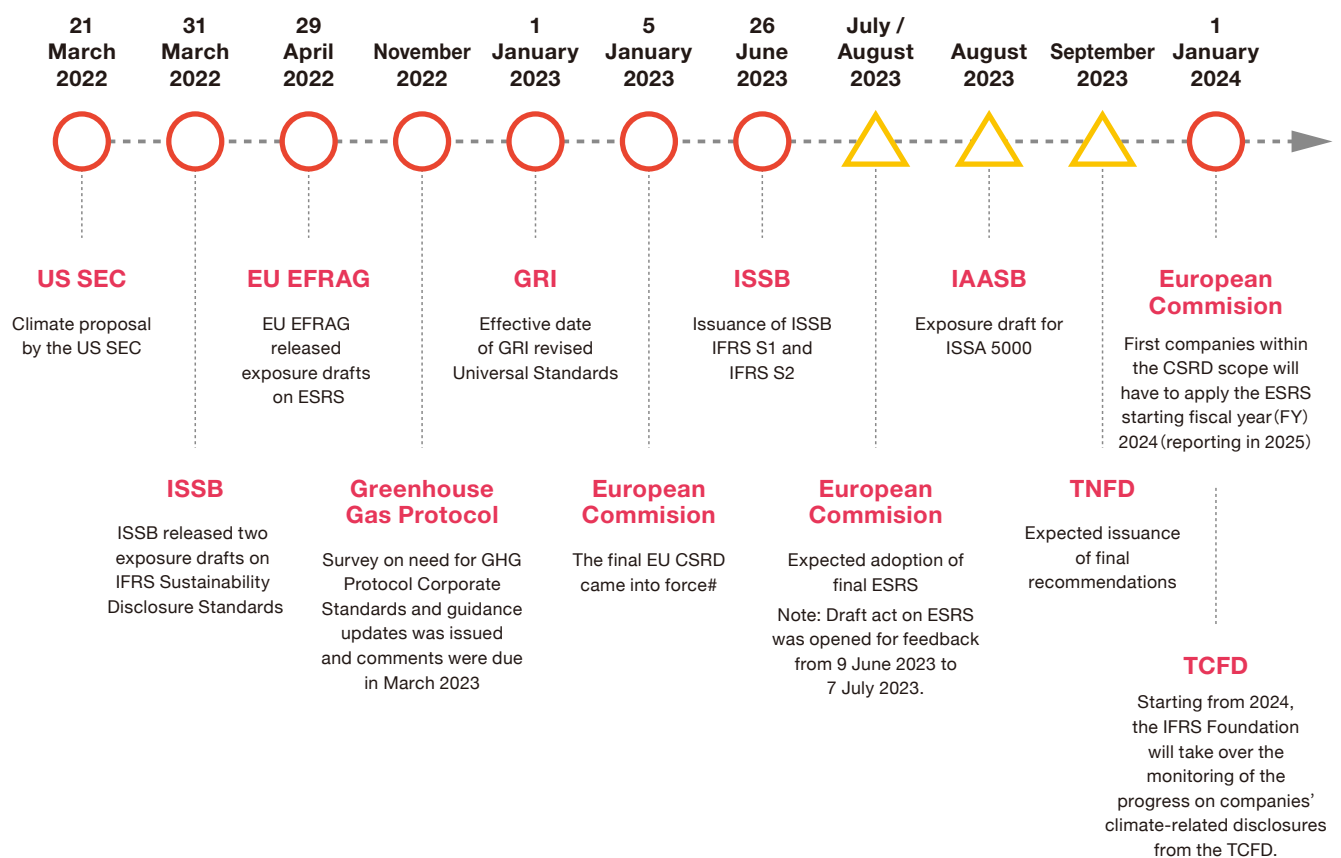 21
March
2022
31
March
2022
29
April
2022
November
2022
1
January
2023
5
January
2023
26
June
2023
July /
August
2023
August
2023
September
2023
1
January
2024
US SEC
Climate proposal
by the US SEC
EU EFRAG
EU EFRAG
released
exposure drafts
on ESRS
GRI
Effective date
of GRI revised
Universal Standards
ISSB
Issuance of ISSB
IFRS S1 and
IFRS S2
IAASB
Exposure draft for
ISSA 5000
European
Commision
First companies within
the CSRD scope will
have to apply the ESRS
starting fiscal year(FY)
2024(reporting in 2025)
ISSB
ISSB released two
exposure drafts on
IFRS Sustainability
Disclosure Standards
Greenhouse
Gas Protocol
Survey on need for GHG
Protocol Corporate
Standards and guidance
updates was issued
and comments were due
in March 2023
European
Commision
The final EU CSRD
came into force#
European
Commision
Expected adoption of
final ESRS
Note: Draft act on ESRS
was opened for feedback
from 9 June 2023 to
7 July 2023.
TNFD
Expected issuance
of final
recommendations
TCFD
Starting from 2024,
the IFRS Foundation
will take over the
monitoring of the
progress on companies’
climate-related disclosures
from the TCFD.